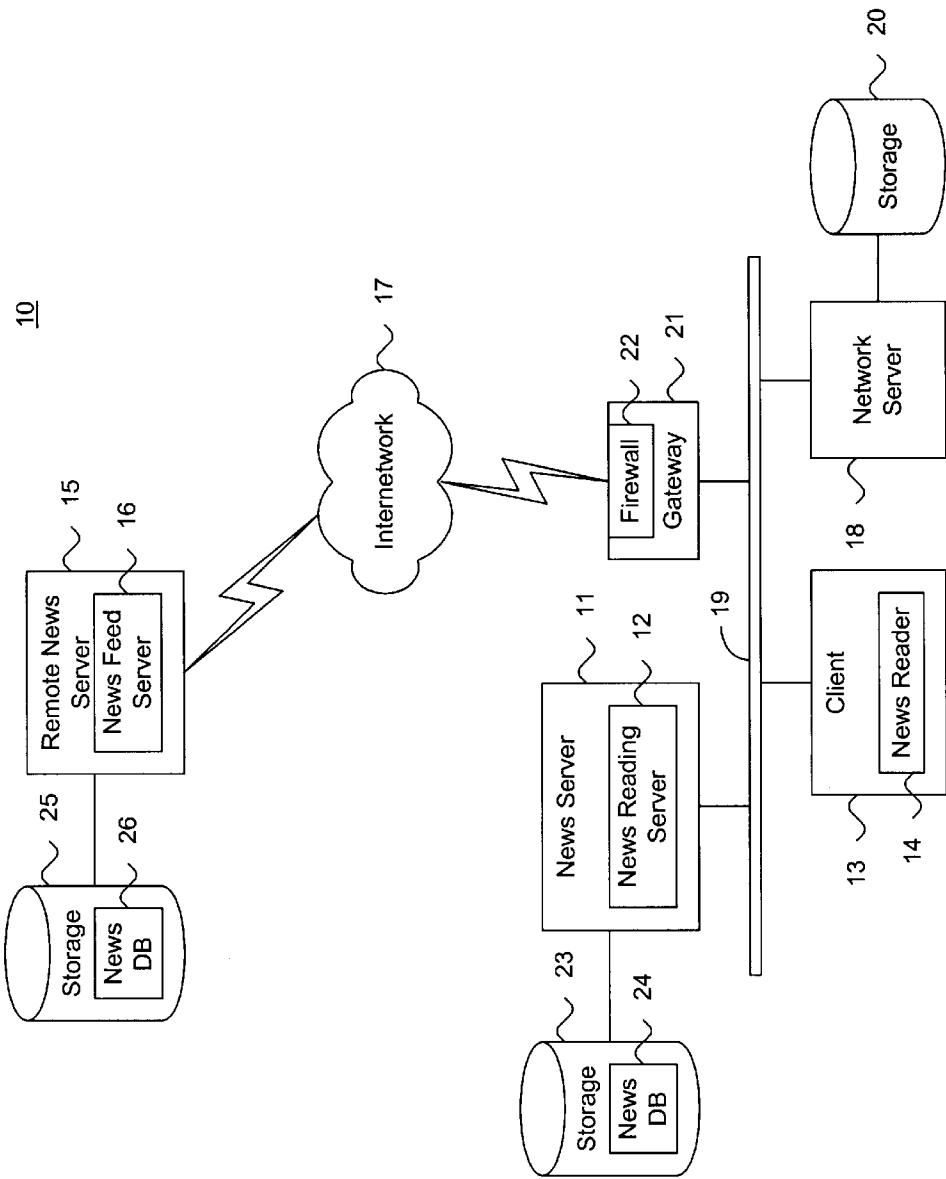 10
25
Storage
26
News
DB
15
Remote News
Server
16
News Feed
Server
17
Internetwork
23
Storage
24
News
DB
11
News Server
12
News Reading
Server
22
Firewall
21
Gateway
19
13
Client
14
News Reader
18
Network
Server
20
Storage